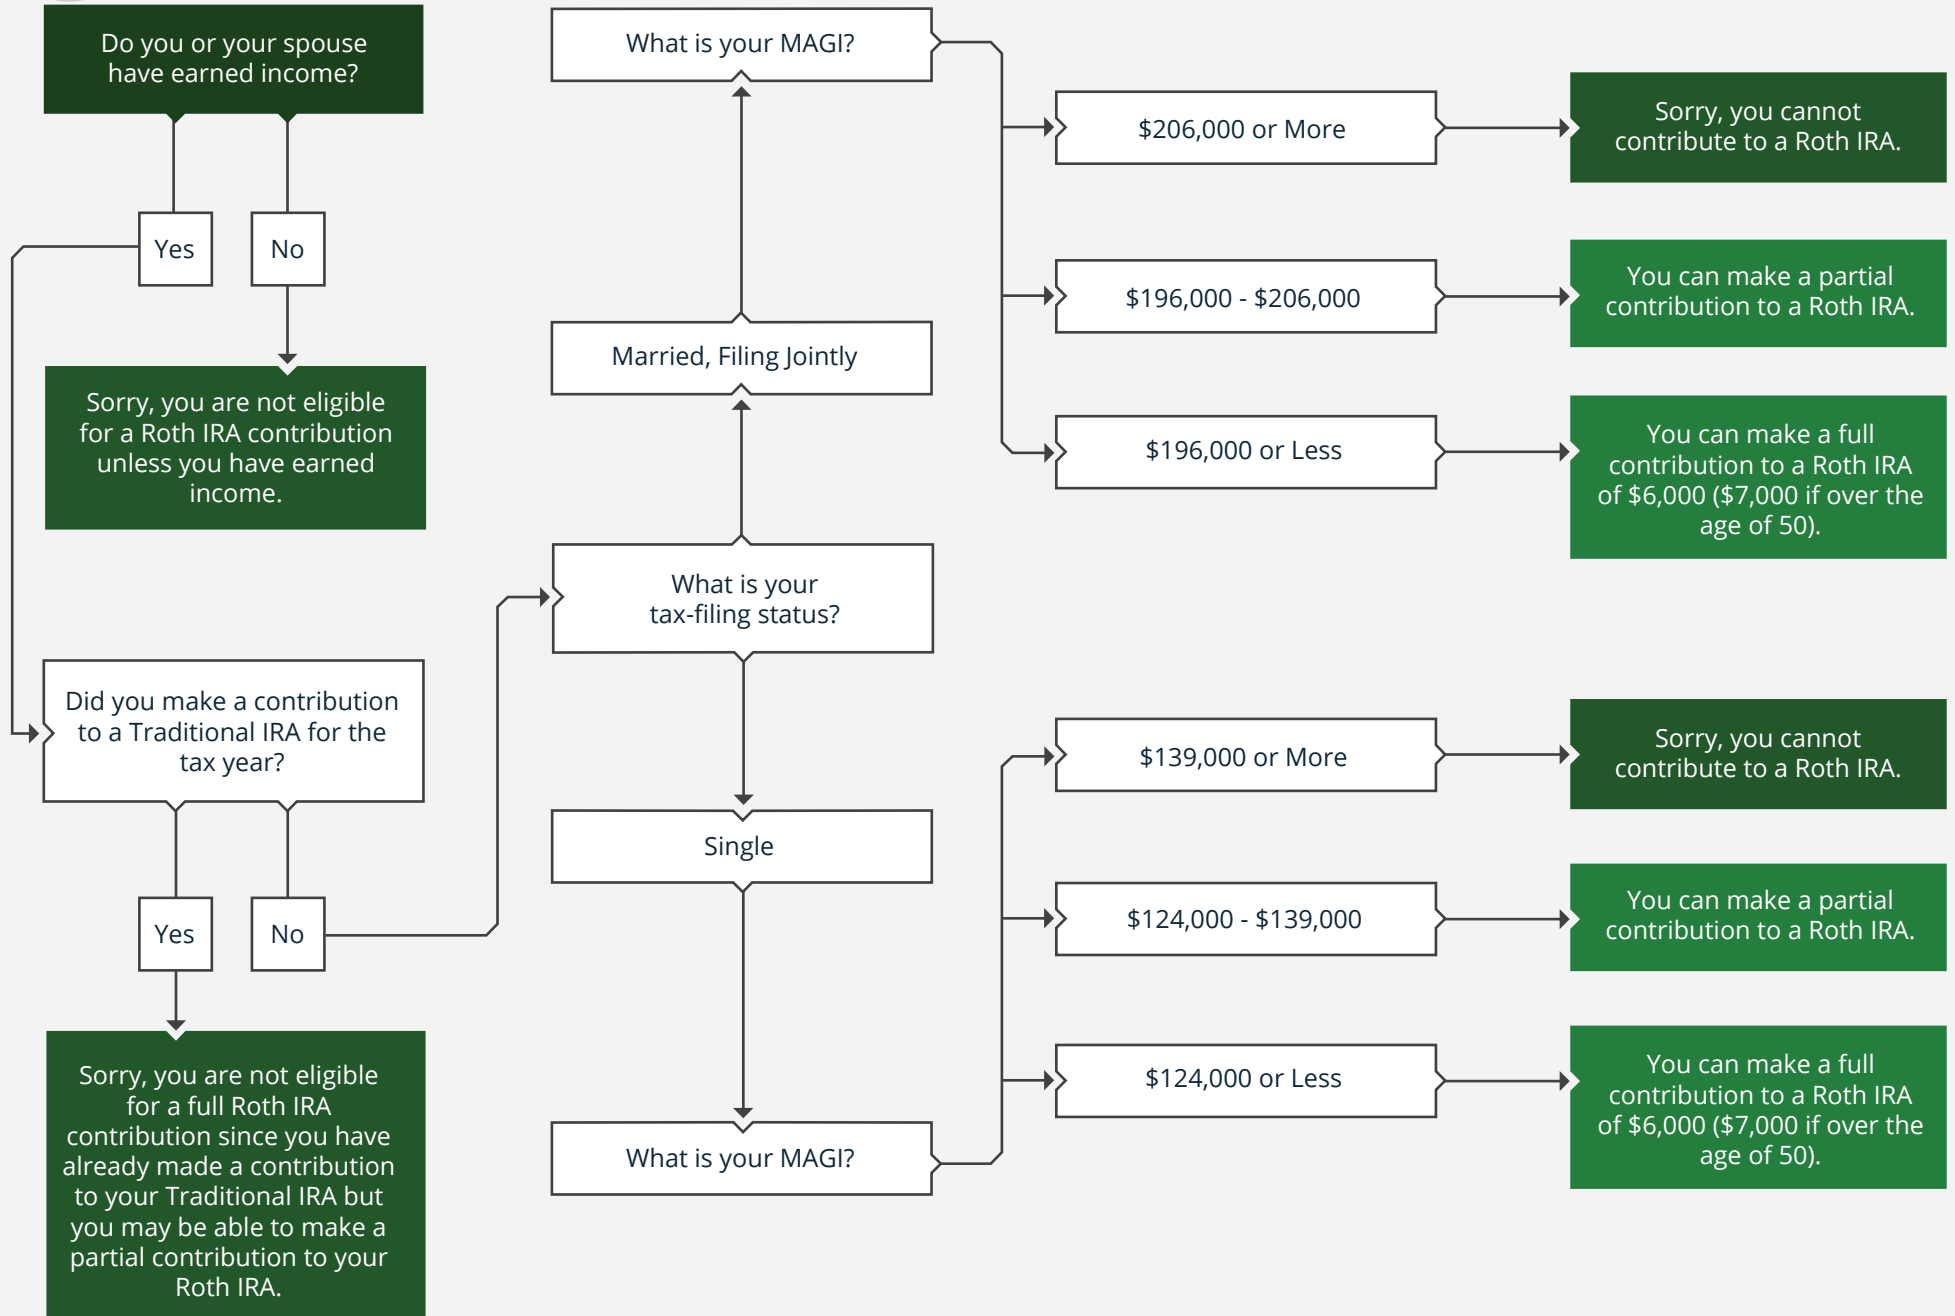 Do you or your spouse
have earned income?
Yes
No
Sorry, you are not eligible
for a Roth IRA contribution
unless you have earned
income.
Did you make a contribution
to a Traditional IRA for the
tax year?
Yes
No
Sorry, you are not eligible
for a full Roth IRA
contribution since you have
already made a contribution
to your Traditional IRA but
you may be able to make a
partial contribution to your
Roth IRA.
What is your MAGI?
Married, Filing Jointly
What is your
tax-filing status?
Single
What is your MAGI?
$206,000 or More
Sorry, you cannot
contribute to a Roth IRA.
$196,000 - $206,000
You can make a partial
contribution to a Roth IRA.
$196,000 or Less
You can make a full
contribution to a Roth IRA
of $6,000 ($7,000 if over the
age of 50).
$139,000 or More
Sorry, you cannot
contribute to a Roth IRA.
$124,000 - $139,000
You can make a partial
contribution to a Roth IRA.
$124,000 or Less
You can make a full
contribution to a Roth IRA
of $6,000 ($7,000 if over the
age of 50).